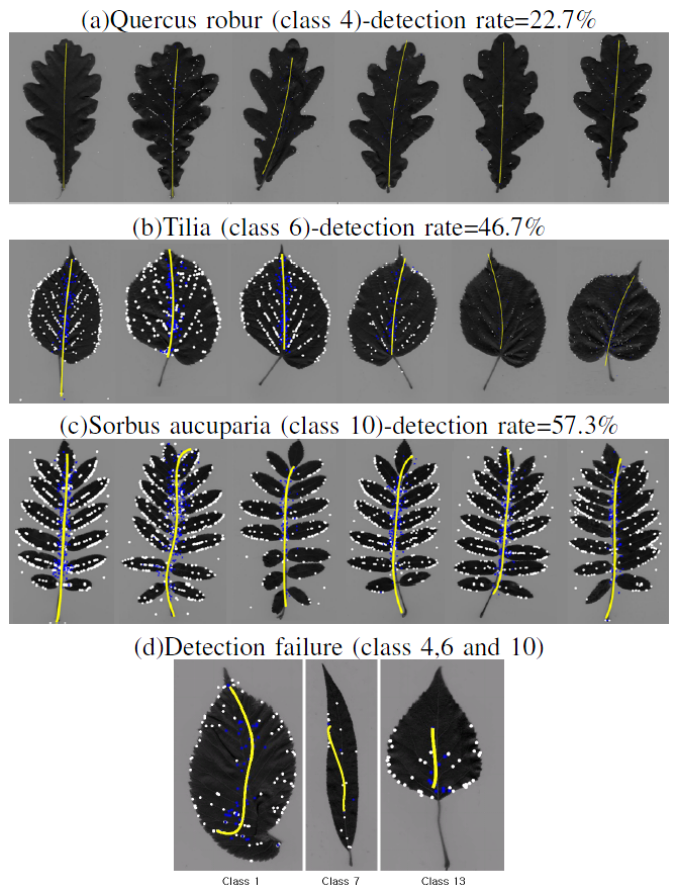 (a)Quercus robur (class 4)-detection rate=22.7%
(b)Tilia (class 6)-detection rate=46.7%
(c)Sorbus aucuparia (class 10)-detection rate=57.3%
(d)Detection failure (class 4,6 and 10)
Class 1 Class 7 Class 13